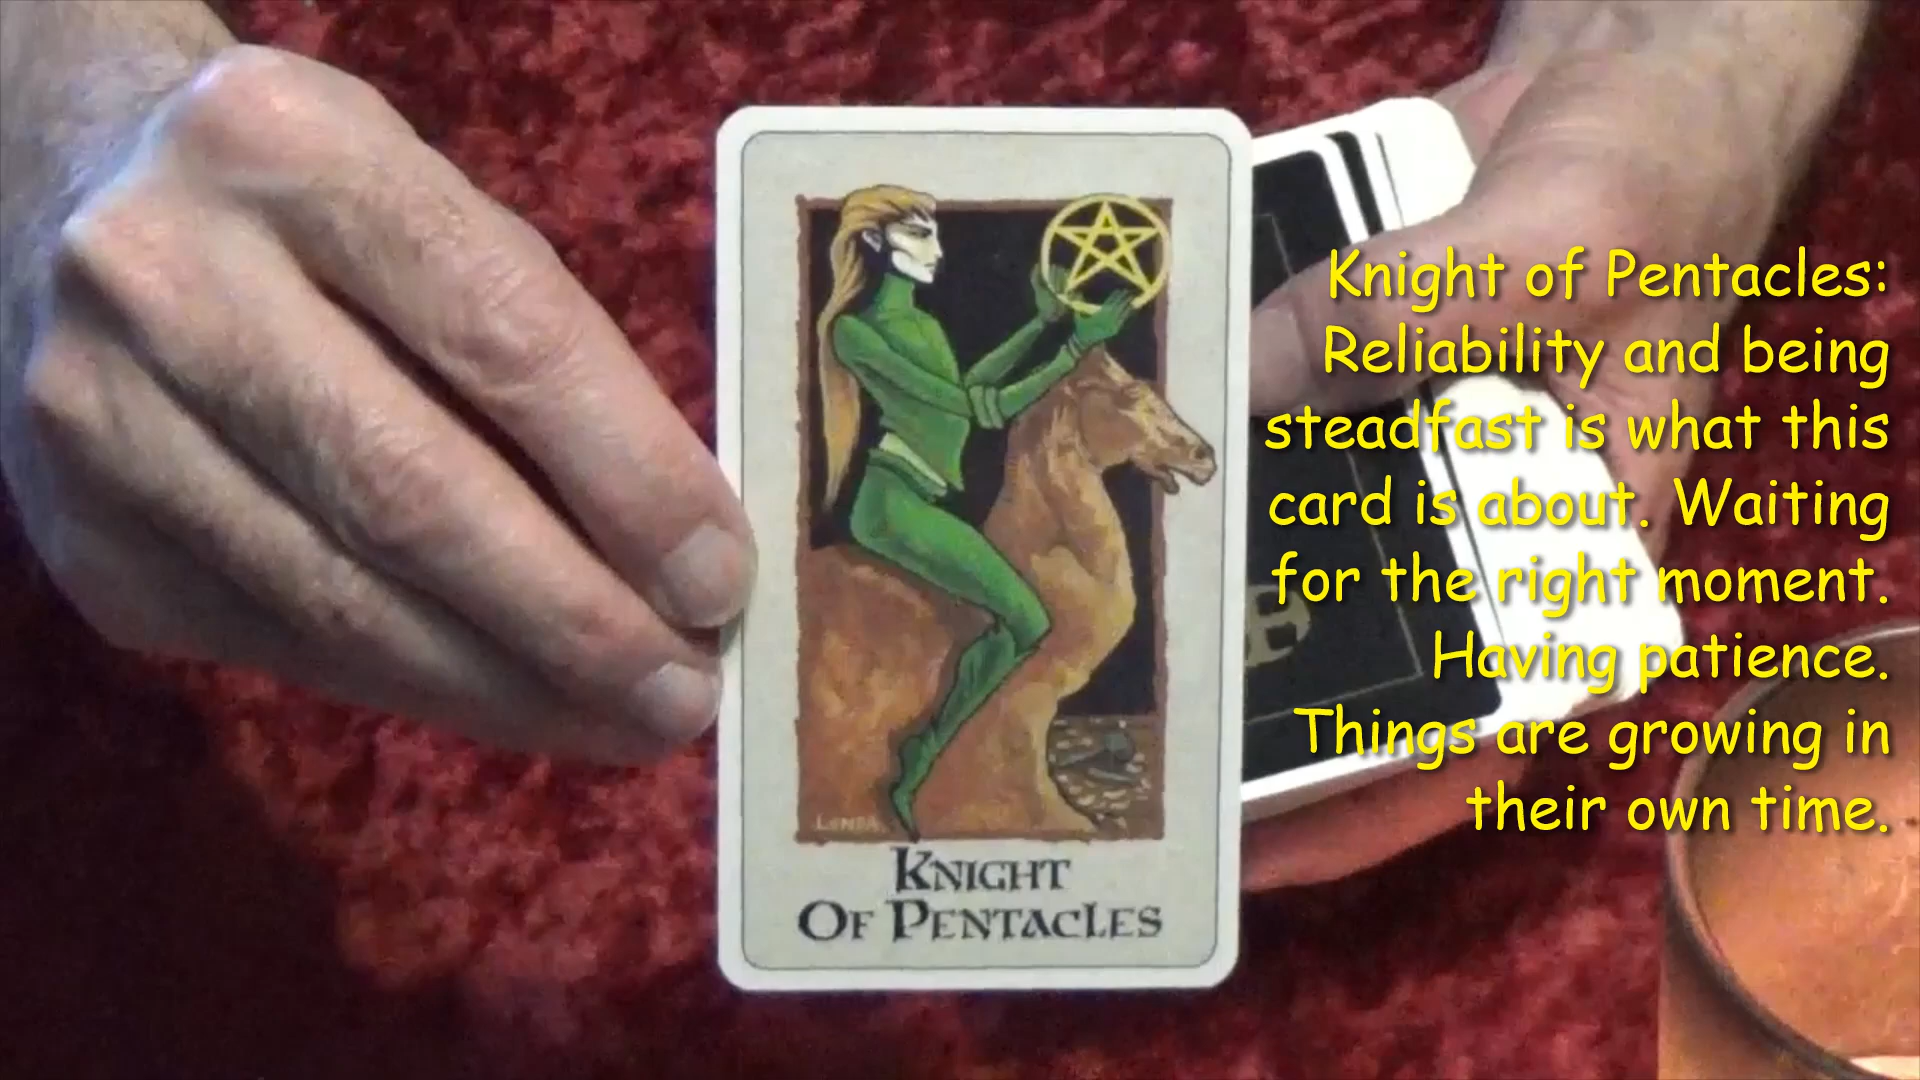 Knight of Pentacles:
Reliability and being
steadfast is what this
card is about. Waiting
for the right moment.
Having patience.
Things are growing in
their own time.
LONDA
KNIGHT
OF PENTACLES